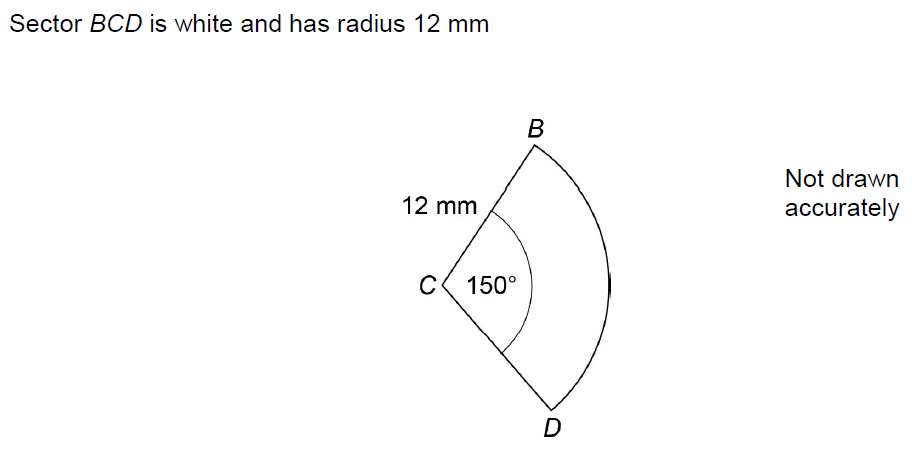 Sector BCD is white and has radius 12 mm
B
Not drawn
accurately
12 mm
C
150°
D